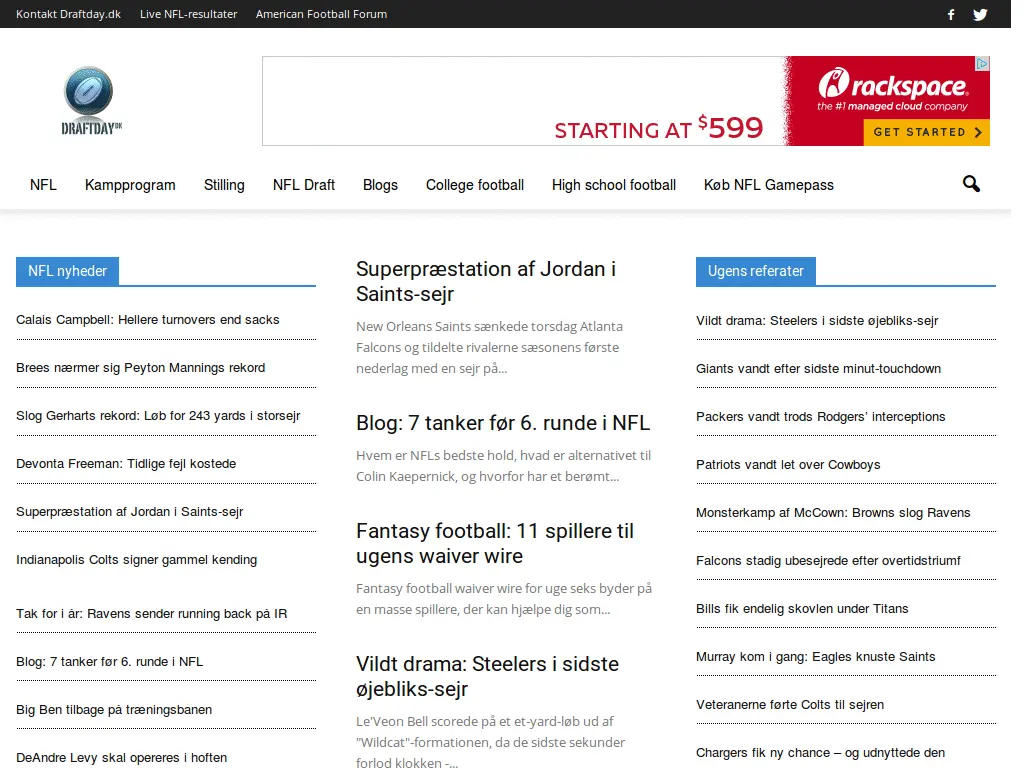 Kontakt Draftday.dk Live NFL-resultater American Football Forum
DRAFTDAY DK
rackspace.
the #1 managed cloud company
STARTING AT $599
GET STARTED
NFL Kampprogram Stilling NFL Draft Blogs College football High school football Køb NFL Gamepass
NFL nyheder
Calais Campbell: Hellere turnovers end sacks
Brees nærmer sig Peyton Mannings rekord
Slog Gerharts rekord: Løb for 243 yards i storsejr
Devonta Freeman: Tidlige fejl kostede
Superpræstation af Jordan i Saints-sejr
Indianapolis Colts signer gammel kending
Tak for i år: Ravens sender running back på IR
Blog: 7 tanker før 6. runde i NFL
Big Ben tilbage på træningsbanen
DeAndre Levy skal opereres i hoften
Superpræstation af Jordan i
Saints-sejr
New Orleans Saints sænkede torsdag Atlanta
Falcons og tildelte rivalerne sæsonens første
nederlag med en sejr på...
Blog: 7 tanker før 6. runde i NFL
Hvem er NFLs bedste hold, hvad er alternativet til
Colin Kaepernick, og hvorfor har et berømt...
Fantasy football: 11 spillere til
ugens waiver wire
Fantasy football waiver wire for uge seks byder på
en masse spillere, der kan hjælpe dig som...
Vildt drama: Steelers i sidste
øjebliks-sejr
Le'Veon Bell scorede på et et-yard-løb ud af
"Wildcat"-formationen, da de sidste sekunder
forlod klokken -...
Ugens referater
Vildt drama: Steelers i sidste øjebliks-sejr
Giants vandt efter sidste minut-touchdown
Packers vandt trods Rodgers’ interceptions
Patriots vandt let over Cowboys
Monsterkamp af McCown: Browns slog Ravens
Falcons stadig ubesejrede efter overtidstriumf
Bills fik endelig skovlen under Titans
Murray kom i gang: Eagles knuste Saints
Veteranerne førte Colts til sejren
Chargers fik ny chance – og udnyttede den